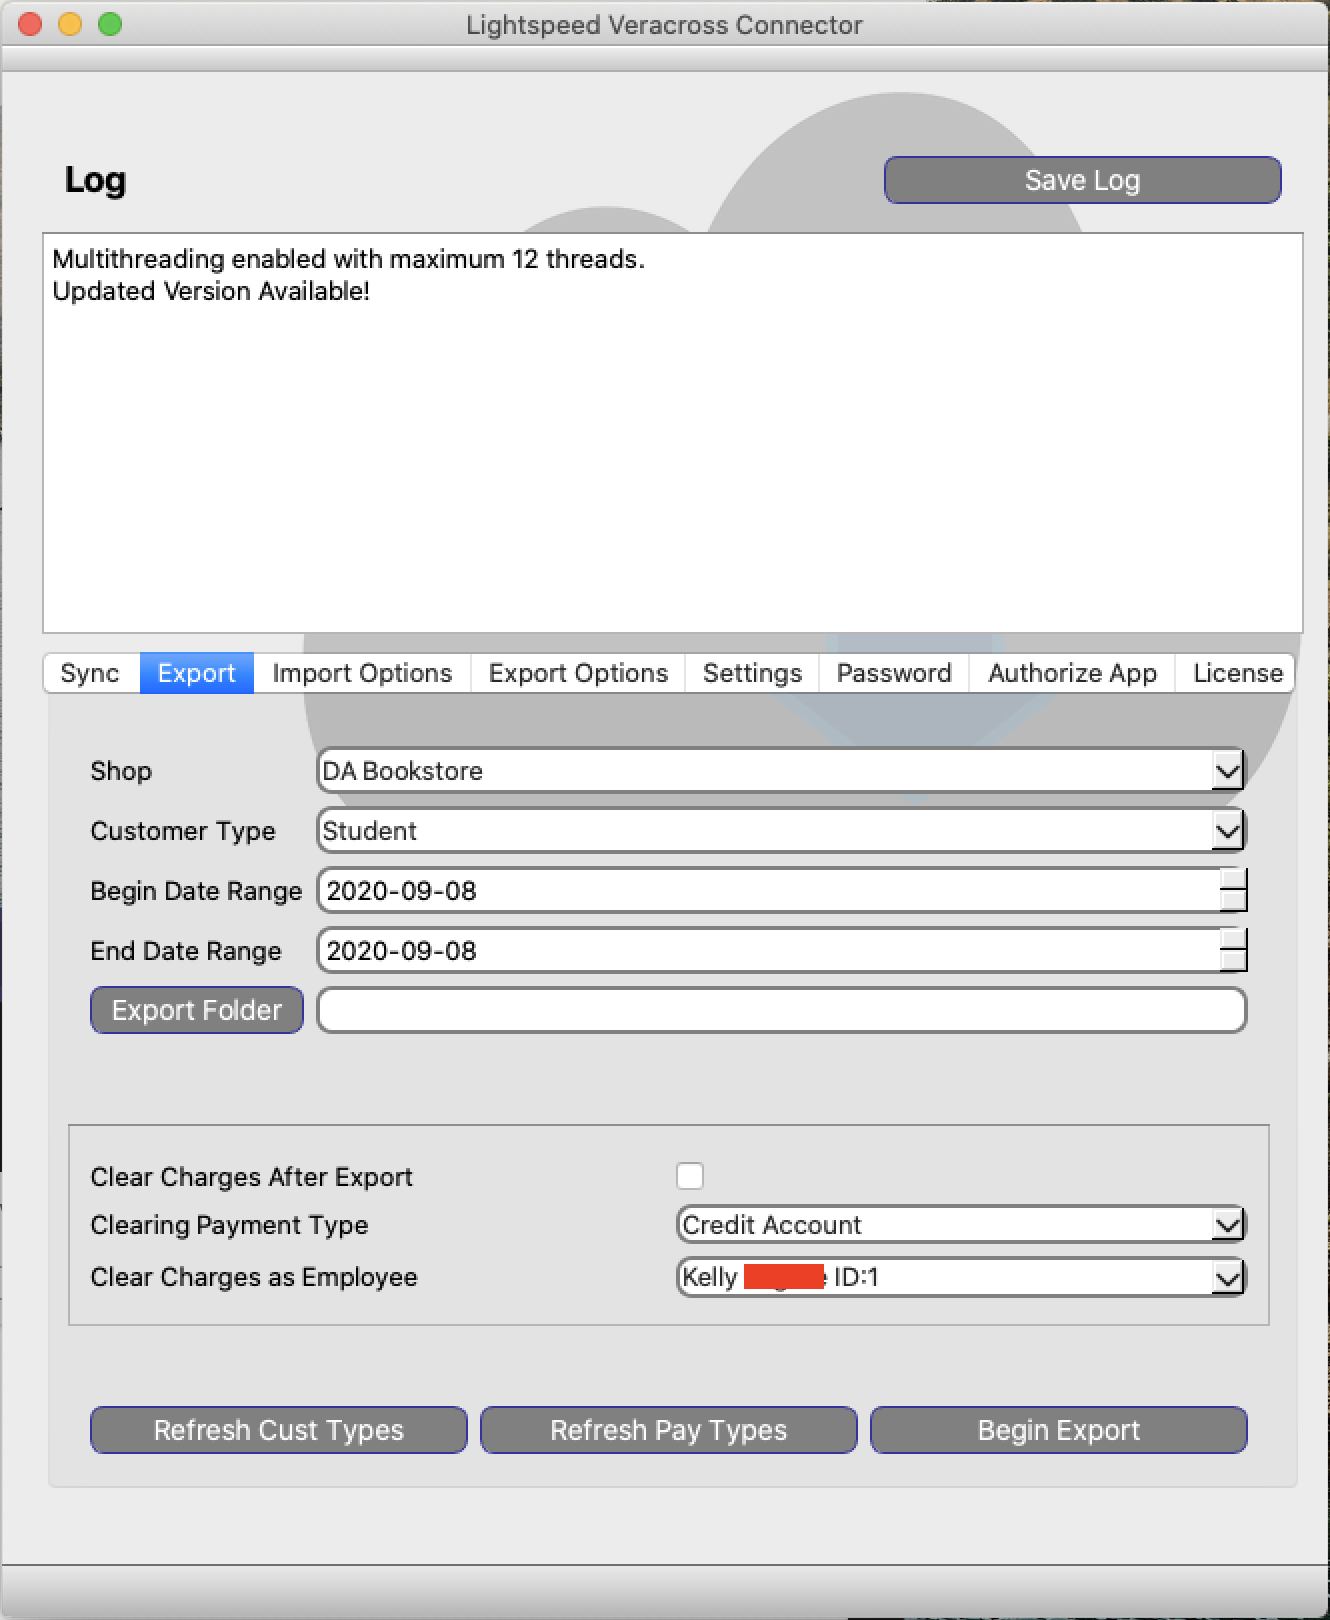 Lightspeed Veracross Connector
Log
Save Log
Multithreading enabled with maximum 12 threads.
Updated Version Available!
Sync Export Import Options Export Options Settings Password Authorize App License
Shop DA Bookstore
Customer Type Student
Begin Date Range 2020-09-08
End Date Range 2020-09-08
Export Folder
Clear Charges After Export
Clearing Payment Type Credit Account
Clear Charges as Employee Kelly ID:1
Refresh Cust Types Refresh Pay Types Begin Export